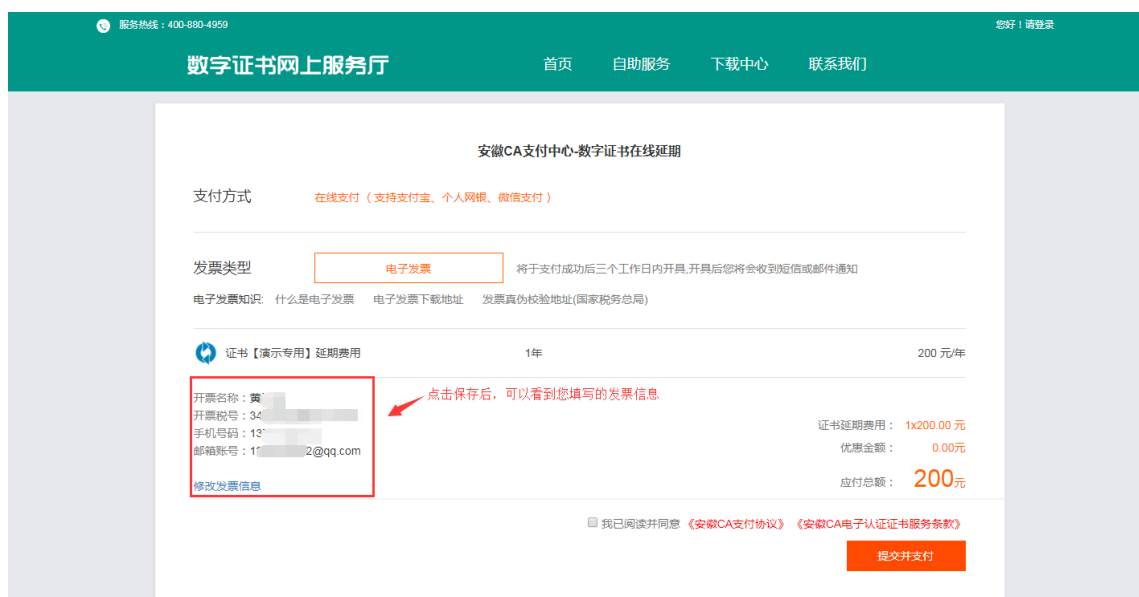 服务热线：400-880-4959
您好！请登录
数字证书网上服务厅
首页 自助服务 下载中心 联系我们
安徽CA支付中心-数字证书在线延期
支付方式 在线支付（支持支付宝、个人网银、微信支付）
发票类型 电子发票 将于支付成功后三个工作日内开具,开具后您将会收到短信或邮件通知
电子发票知识: 什么是电子发票 电子发票下载地址 发票真伪校验地址(国家税务总局)
证书【演示专用】延期费用 1年 200 元/年
点击保存后，可以看到您填写的发票信息
开票名称：黄
开票税号：34
手机号码：137
邮箱账号：1 2@qq.com
修改发票信息
证书延期费用： 1x200.00 元
优惠金额： 0.00元
应付总额： 200元
我已阅读并同意《安徽CA支付协议》《安徽CA电子认证证书服务条款》
提交并支付